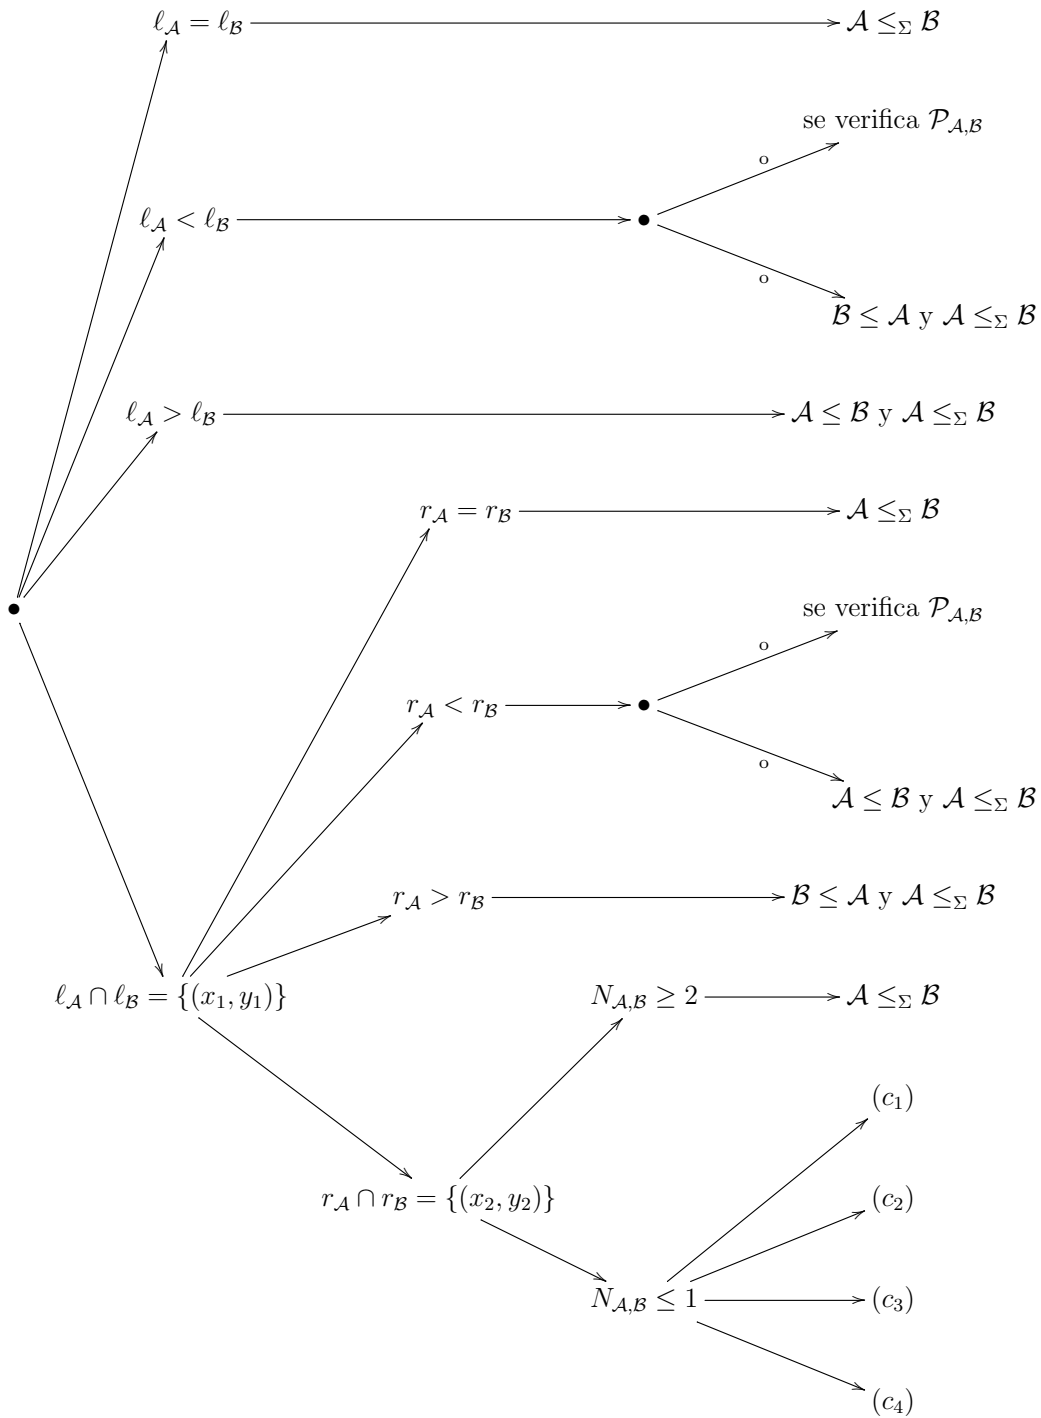 ℓ_𝒜 = ℓ_ℬ
𝒜 ≤_Σ ℬ
se verifica 𝒫_{𝒜,ℬ}
o
ℓ_𝒜 < ℓ_ℬ
•
o
ℬ ≤ 𝒜 y 𝒜 ≤_Σ ℬ
ℓ_𝒜 > ℓ_ℬ
𝒜 ≤ ℬ y 𝒜 ≤_Σ ℬ
r_𝒜 = r_ℬ
𝒜 ≤_Σ ℬ
•
se verifica 𝒫_{𝒜,ℬ}
o
r_𝒜 < r_ℬ
•
o
𝒜 ≤ ℬ y 𝒜 ≤_Σ ℬ
r_𝒜 > r_ℬ
ℬ ≤ 𝒜 y 𝒜 ≤_Σ ℬ
ℓ_𝒜 ∩ ℓ_ℬ = {(x_1, y_1)}
N_{𝒜,ℬ} ≥ 2
𝒜 ≤_Σ ℬ
(c_1)
r_𝒜 ∩ r_ℬ = {(x_2, y_2)}
(c_2)
N_{𝒜,ℬ} ≤ 1
(c_3)
(c_4)